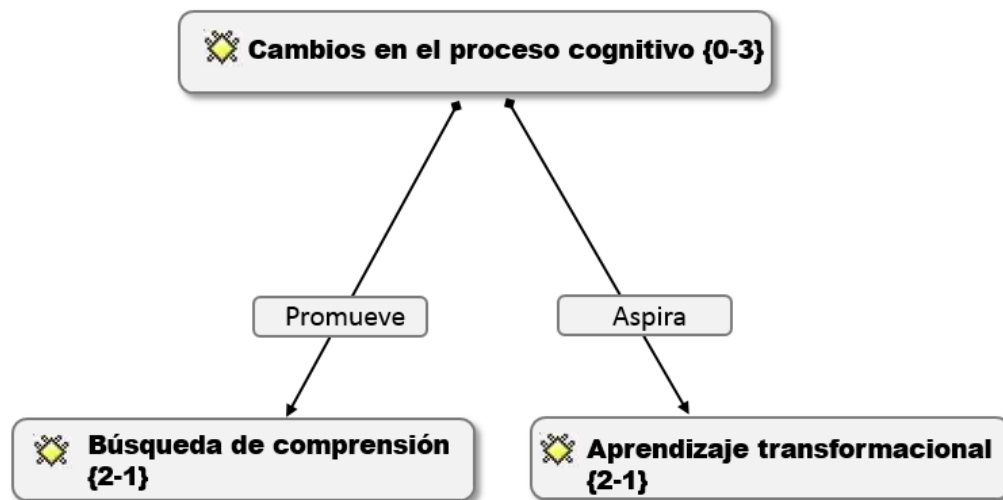 Cambios en el proceso cognitivo {0-3}
Promueve
Aspira
Búsqueda de comprensión
{2-1}
Aprendizaje transformacional
{2-1}